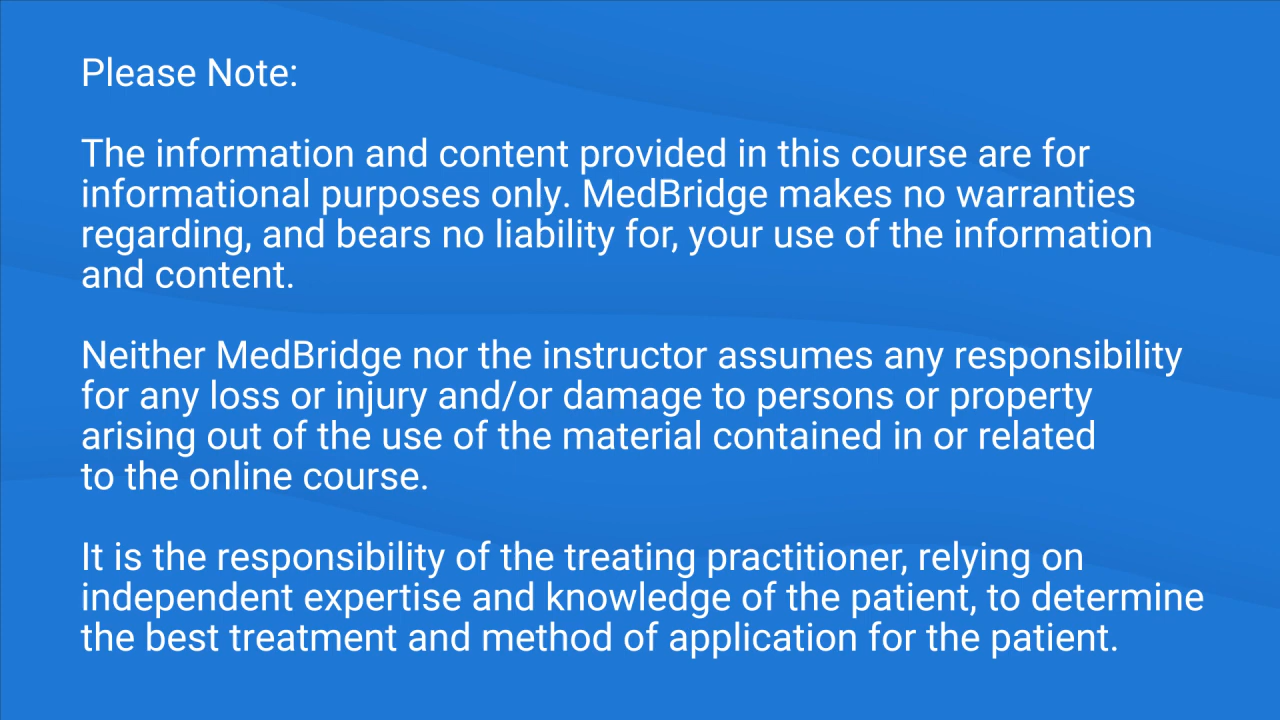 Please Note:
The information and content provided in this course are for
informational purposes only. MedBridge makes no warranties
regarding, and bears no liability for, your use of the information
and content.
Neither MedBridge nor the instructor assumes any responsibility
for any loss or injury and/or damage to persons or property
arising out of the use of the material contained in or related
to the online course.
It is the responsibility of the treating practitioner, relying on
independent expertise and knowledge of the patient, to determine
the best treatment and method of application for the patient.